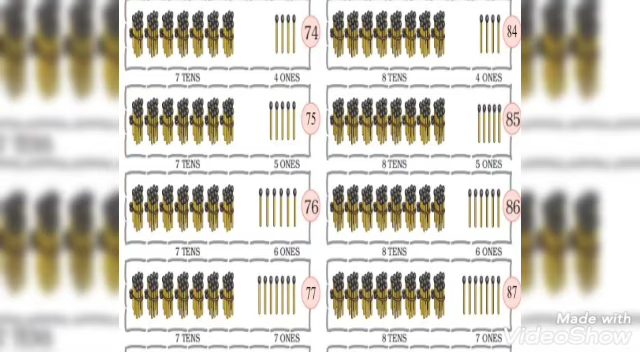 74
84
7 TENS 4 ONES
8 TENS 4 ONES
75
85
7 TENS 5 ONES
8 TENS 5 ONES
76
86
7 TENS 6 ONES
8 TENS 6 ONES
77
87
7 TENS 7 ONES
8 TENS 7 ONES
Made with
VideoShow